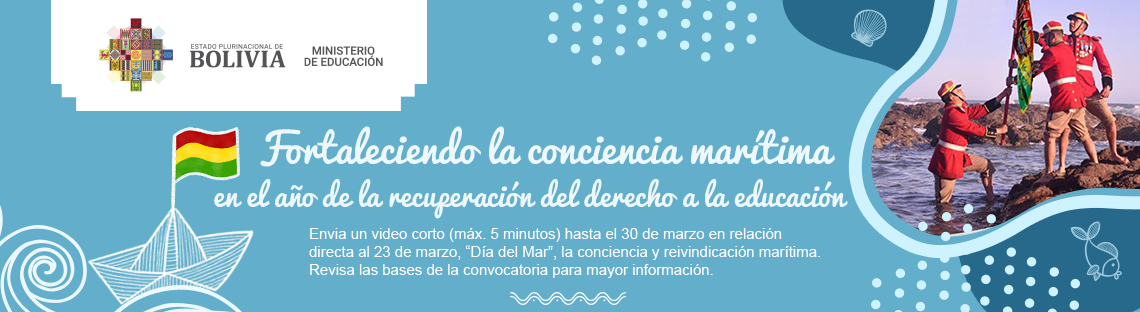 ESTADO PLURINACIONAL DE
BOLIVIA
MINISTERIO
DE EDUCACIÓN
Fortaleciendo la conciencia marítima
en el año de la recuperación del derecho a la educación
Envia un video corto (máx. 5 minutos) hasta el 30 de marzo en relación
directa al 23 de marzo, “Día del Mar”, la conciencia y reivindicación marítima.
Revisa las bases de la convocatoria para mayor información.